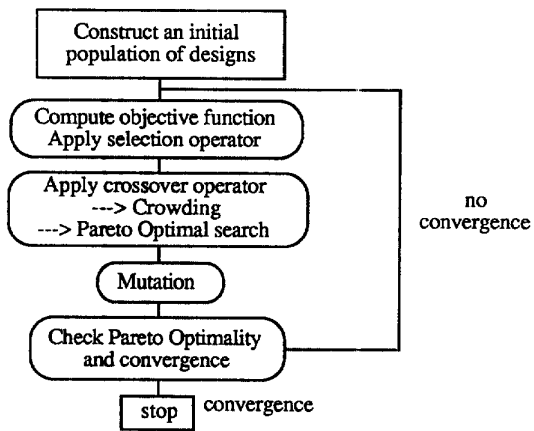 Construct an initial
population of designs
Compute objective function
Apply selection operator
Apply crossover operator
---> Crowding
---> Pareto Optimal search
no
convergence
Mutation
Check Pareto Optimality
and convergence
stop
convergence